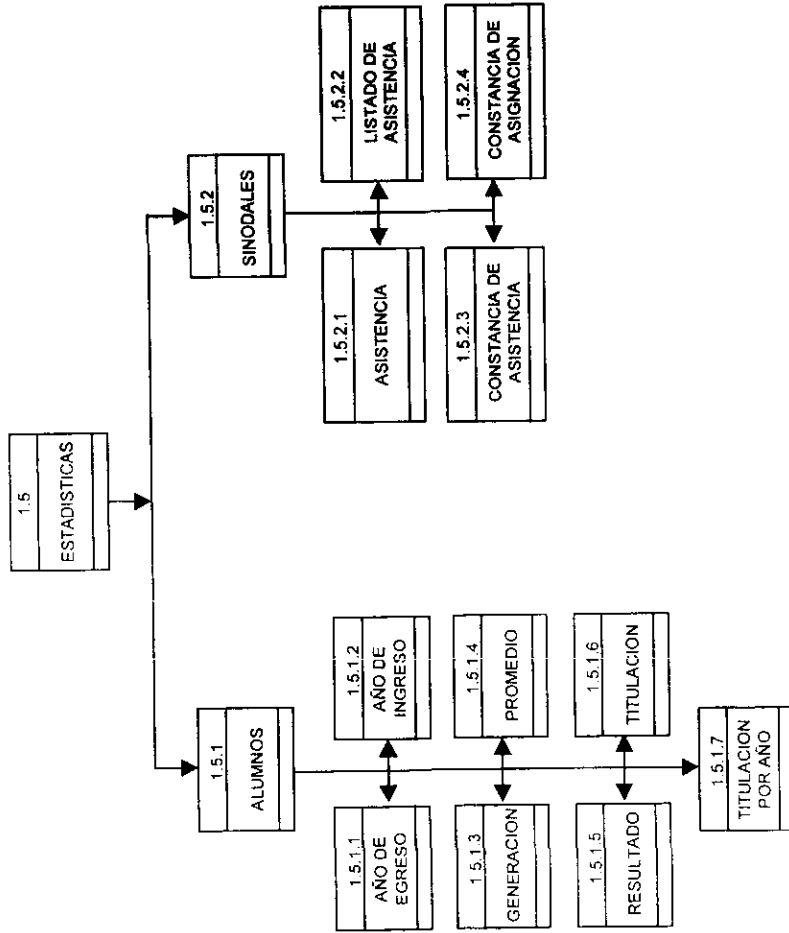 1.5
ESTADISTICAS
1.5.1
ALUMNOS
1.5.2
SINODALES
1.5.1.1
AÑO DE
EGRESO
1.5.1.2
AÑO DE
INGRESO
1.5.1.3
GENERACION
1.5.1.4
PROMEDIO
1.5.1.5
RESULTADO
1.5.1.6
TITULACION
1.5.1.7
TITULACION
POR AÑO
1.5.2.1
ASISTENCIA
1.5.2.2
LISTADO DE
ASISTENCIA
1.5.2.3
CONSTANCIA DE
ASISTENCIA
1.5.2.4
CONSTANCIA DE
ASIGNACION